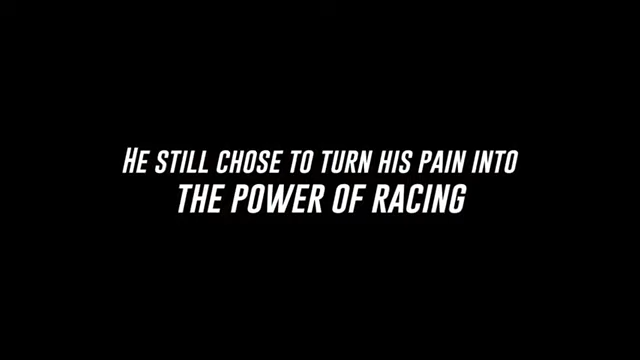 HE STILL CHOSE TO TURN HIS PAIN INTO
THE POWER OF RACING